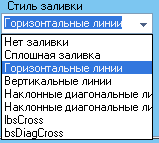 Стиль заливки
Горизонтальные линии
Нет заливки
Сплошная заливка
Горизонтальные линии
Вертикальные линии
Наклонные диагональные ли
Наклонные диагональные ли
lbsCross
bsDiagCross